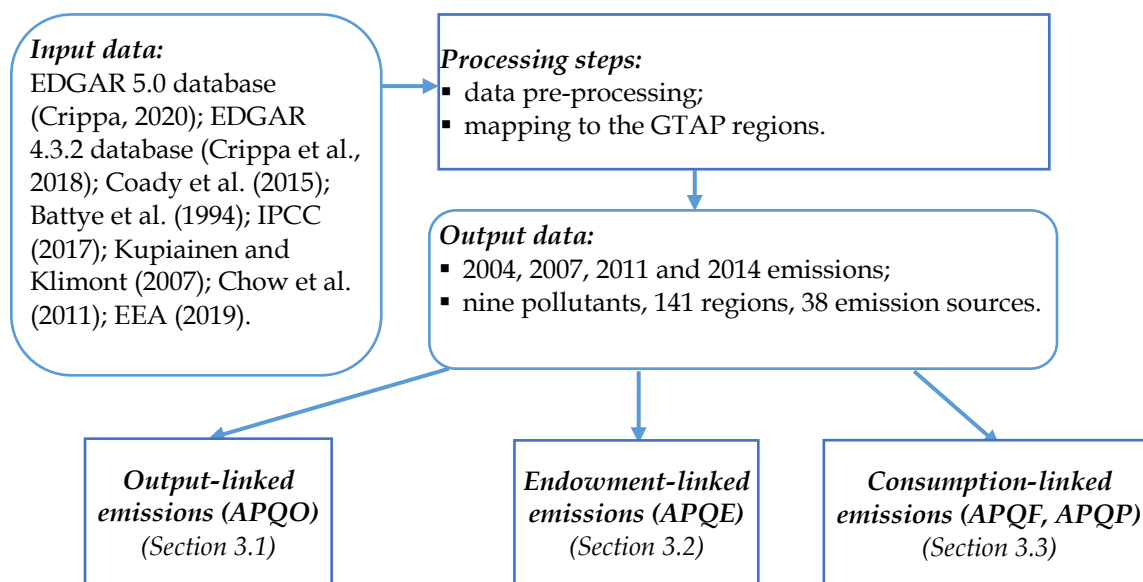 Input data:
EDGAR 5.0 database
(Crippa, 2020); EDGAR
4.3.2 database (Crippa et al.,
2018); Coady et al. (2015);
Battye et al. (1994); IPCC
(2017); Kupiainen and
Klimont (2007); Chow et al.
(2011); EEA (2019).
Processing steps:
▪ data pre-processing;
▪ mapping to the GTAP regions.
Output data:
▪ 2004, 2007, 2011 and 2014 emissions;
▪ nine pollutants, 141 regions, 38 emission sources.
Output-linked
emissions (APQO)
(Section 3.1)
Endowment-linked
emissions (APQE)
(Section 3.2)
Consumption-linked
emissions (APQF, APQP)
(Section 3.3)